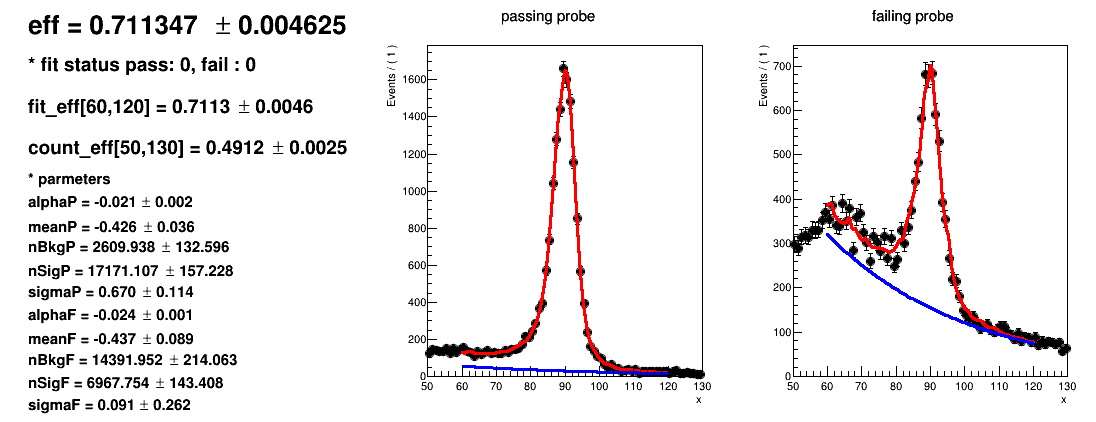 eff = 0.711347 ± 0.004625
* fit status pass: 0, fail : 0
fit_eff[60,120] = 0.7113 ± 0.0046
count_eff[50,130] = 0.4912 ± 0.0025
* parmeters
alphaP = -0.021 ± 0.002
meanP = -0.426 ± 0.036
nBkgP = 2609.938 ± 132.596
nSigP = 17171.107 ± 157.228
sigmaP = 0.670 ± 0.114
alphaF = -0.024 ± 0.001
meanF = -0.437 ± 0.089
nBkgF = 14391.952 ± 214.063
nSigF = 6967.754 ± 143.408
sigmaF = 0.091 ± 0.262
passing probe
Events / ( 1 )
1600
1400
1200
1000
800
600
400
200
0
50 60 70 80 90 100 110 120 130
x
failing probe
Events / ( 1 )
700
600
500
400
300
200
100
0
50 60 70 80 90 100 110 120 130
x